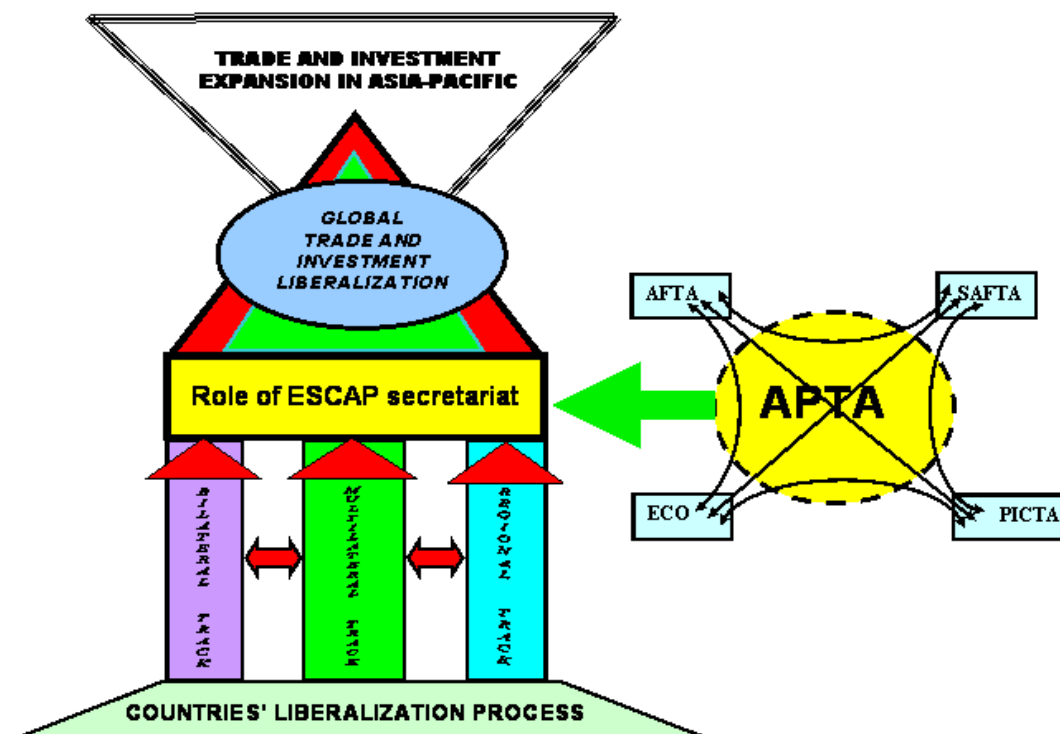 TRADE AND INVESTMENT
EXPANSION IN ASIA-PACIFIC
GLOBAL
TRADE AND
INVESTMENT
LIBERALIZATION
Role of ESCAP secretariat
AFTA
SAFTA
APTA
ECO
PICTA
BILATERAL TRACK
MULTILATERAL TRACK
REGIONAL TRACK
COUNTRIES' LIBERALIZATION PROCESS